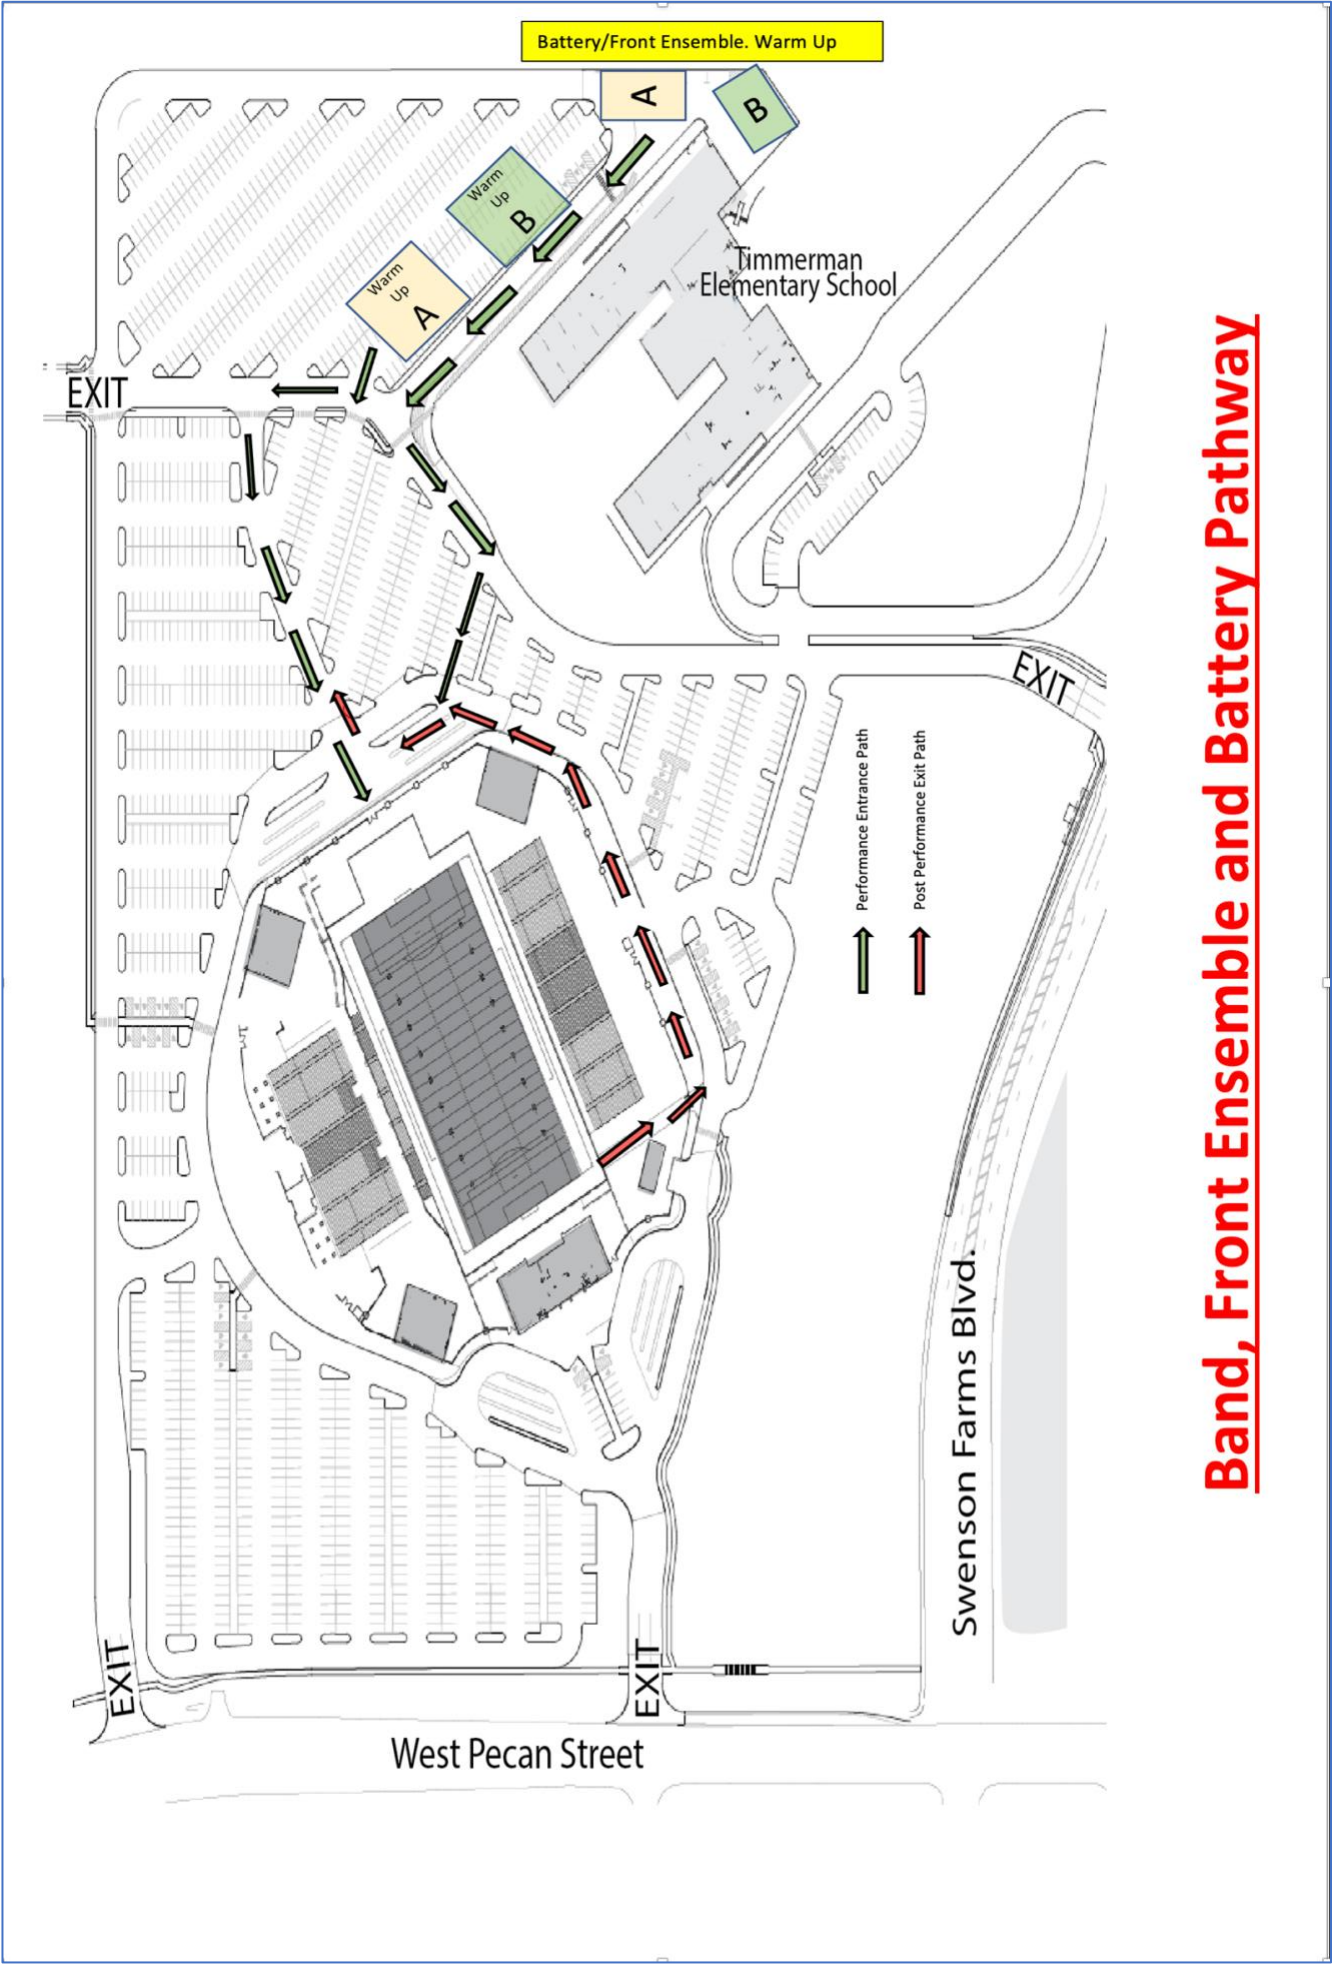 Battery/Front Ensemble. Warm Up
A
B
Warm
Up
B
Warm
Up
A
Timmerman
Elementary School
EXIT
EXIT
Performance Entrance Path
Post Performance Exit Path
Band, Front Ensemble and Battery Pathway
Swenson Farms Blvd.
EXIT
EXIT
West Pecan Street